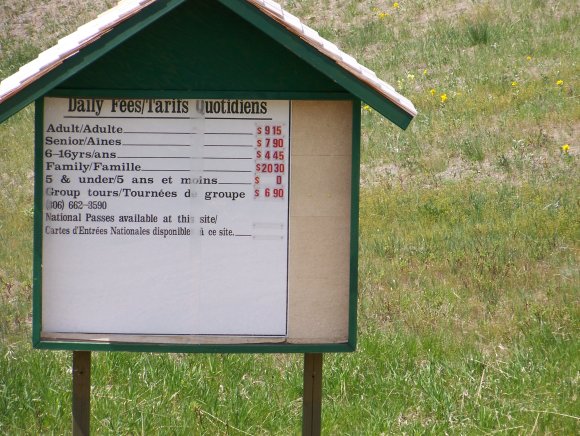 Daily Fees/Tarifs Quotidiens
Adult/Adulte $ 9 15
Senior/Aines $ 7 90
6-16yrs/ans $ 4 45
Family/Famille $20 30
5 & under/5 ans et moins $ 0
Group tours/Tournées de groupe $ 6 90
(306) 662-3590
National Passes available at this site/
Cartes d'Entrées Nationales disponible à ce site.